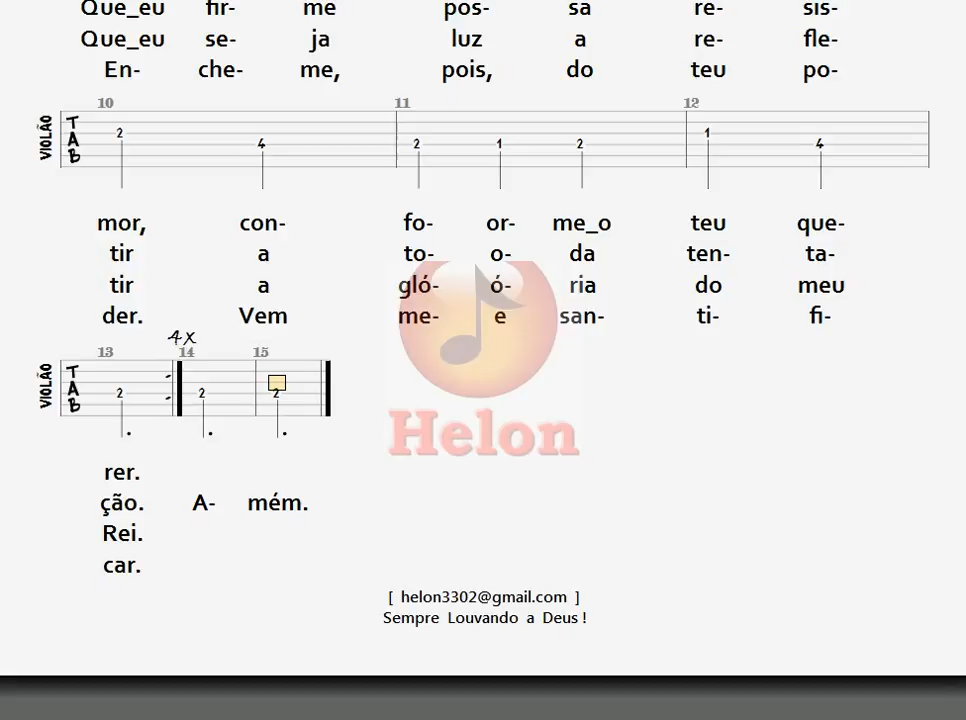 Que_eu fir- me pos- sa re- sis-
Que_eu se- ja luz a re- fle-
En- che- me, pois, do teu po-
10 11 12
VIOLÃO TAB 2 4 2 1 2 1 4
mor, con- fo- or- me_o teu que-
tir a to- o- da ten- ta-
tir a gló- ó- ria do meu
der. Vem me- e san- ti- fi-
4x
13 14 15
VIOLÃO TAB 2 2 2
rer.
ção. A- mém.
Rei.
car.
Helon
[ helon3302@gmail.com ]
Sempre Louvando a Deus !